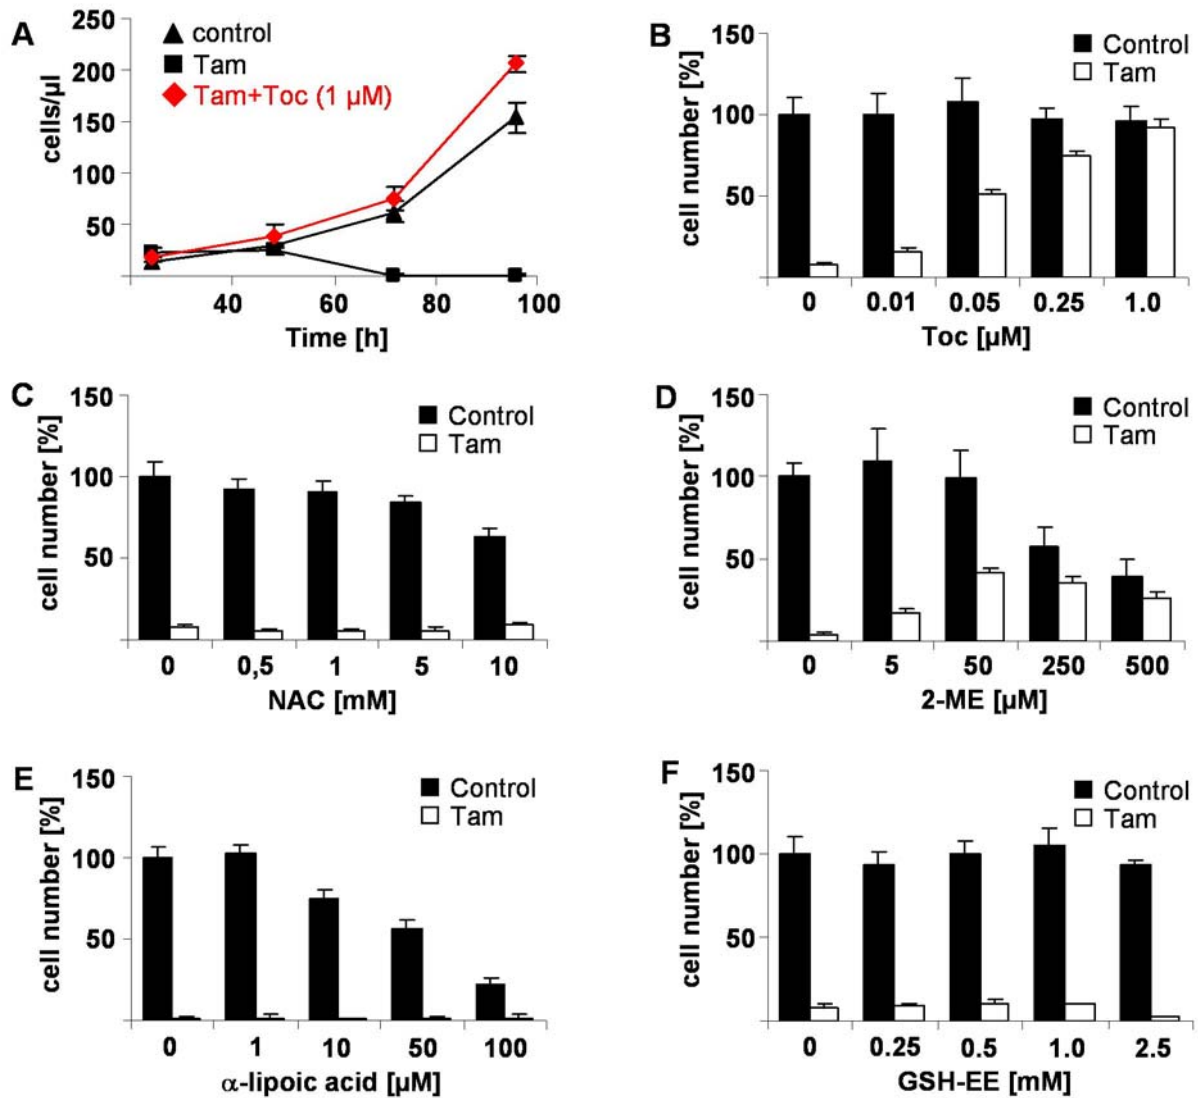 A
250
200
150
100
50
cells/µl
control
Tam
Tam+Toc (1 µM)
40 60 80 100
Time [h]
B
150
100
50
cell number [%]
Control
Tam
0 0.01 0.05 0.25 1.0
Toc [µM]
C
150
100
50
cell number [%]
Control
Tam
0 0,5 1 5 10
NAC [mM]
D
150
100
50
cell number [%]
Control
Tam
0 5 50 250 500
2-ME [µM]
E
150
100
50
cell number [%]
Control
Tam
0 1 10 50 100
α-lipoic acid [µM]
F
150
100
50
cell number [%]
Control
Tam
0 0.25 0.5 1.0 2.5
GSH-EE [mM]